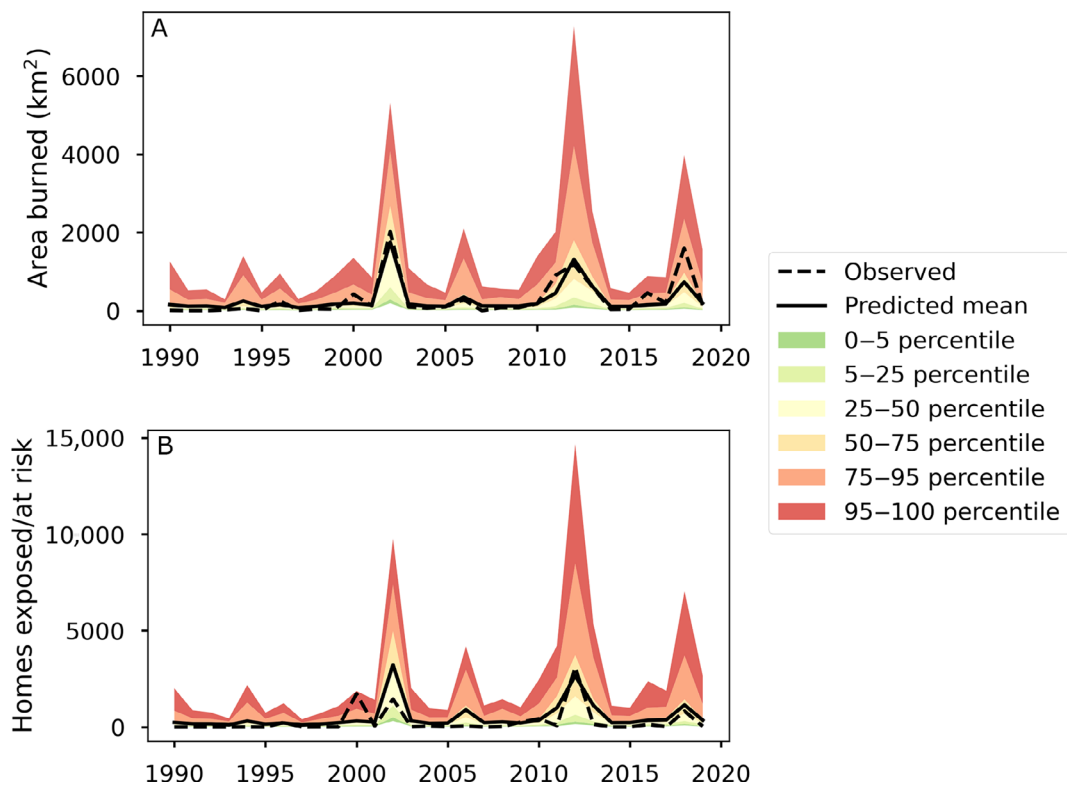 A
Area burned (km²)
6000
4000
2000
0
1990 1995 2000 2005 2010 2015 2020
B
Homes exposed/at risk
15,000
10,000
5000
0
1990 1995 2000 2005 2010 2015 2020
Observed
Predicted mean
0–5 percentile
5–25 percentile
25–50 percentile
50–75 percentile
75–95 percentile
95–100 percentile